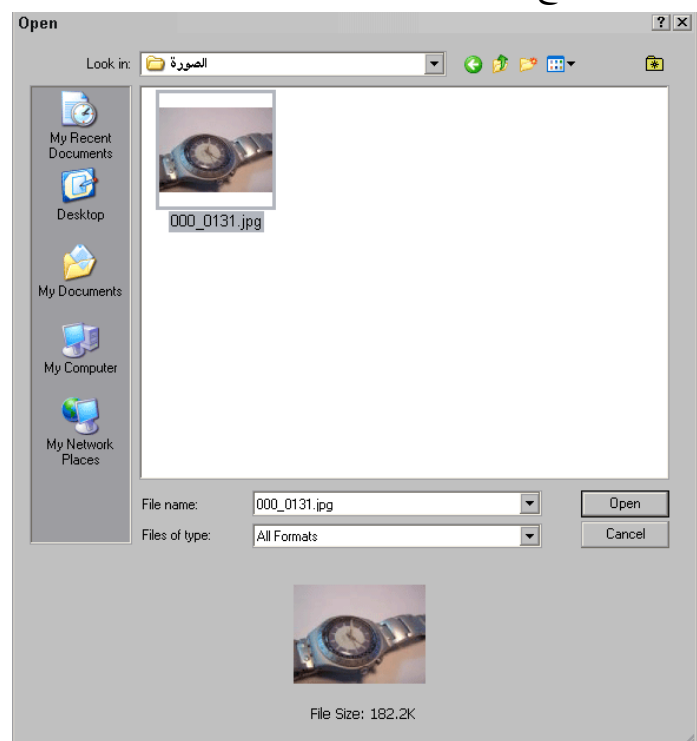 Open
Look in: الصورة
My Recent
Documents
Desktop
My Documents
My Computer
My Network
Places
000_0131.jpg
File name: 000_0131.jpg Open
Files of type: All Formats Cancel
File Size: 182.2K